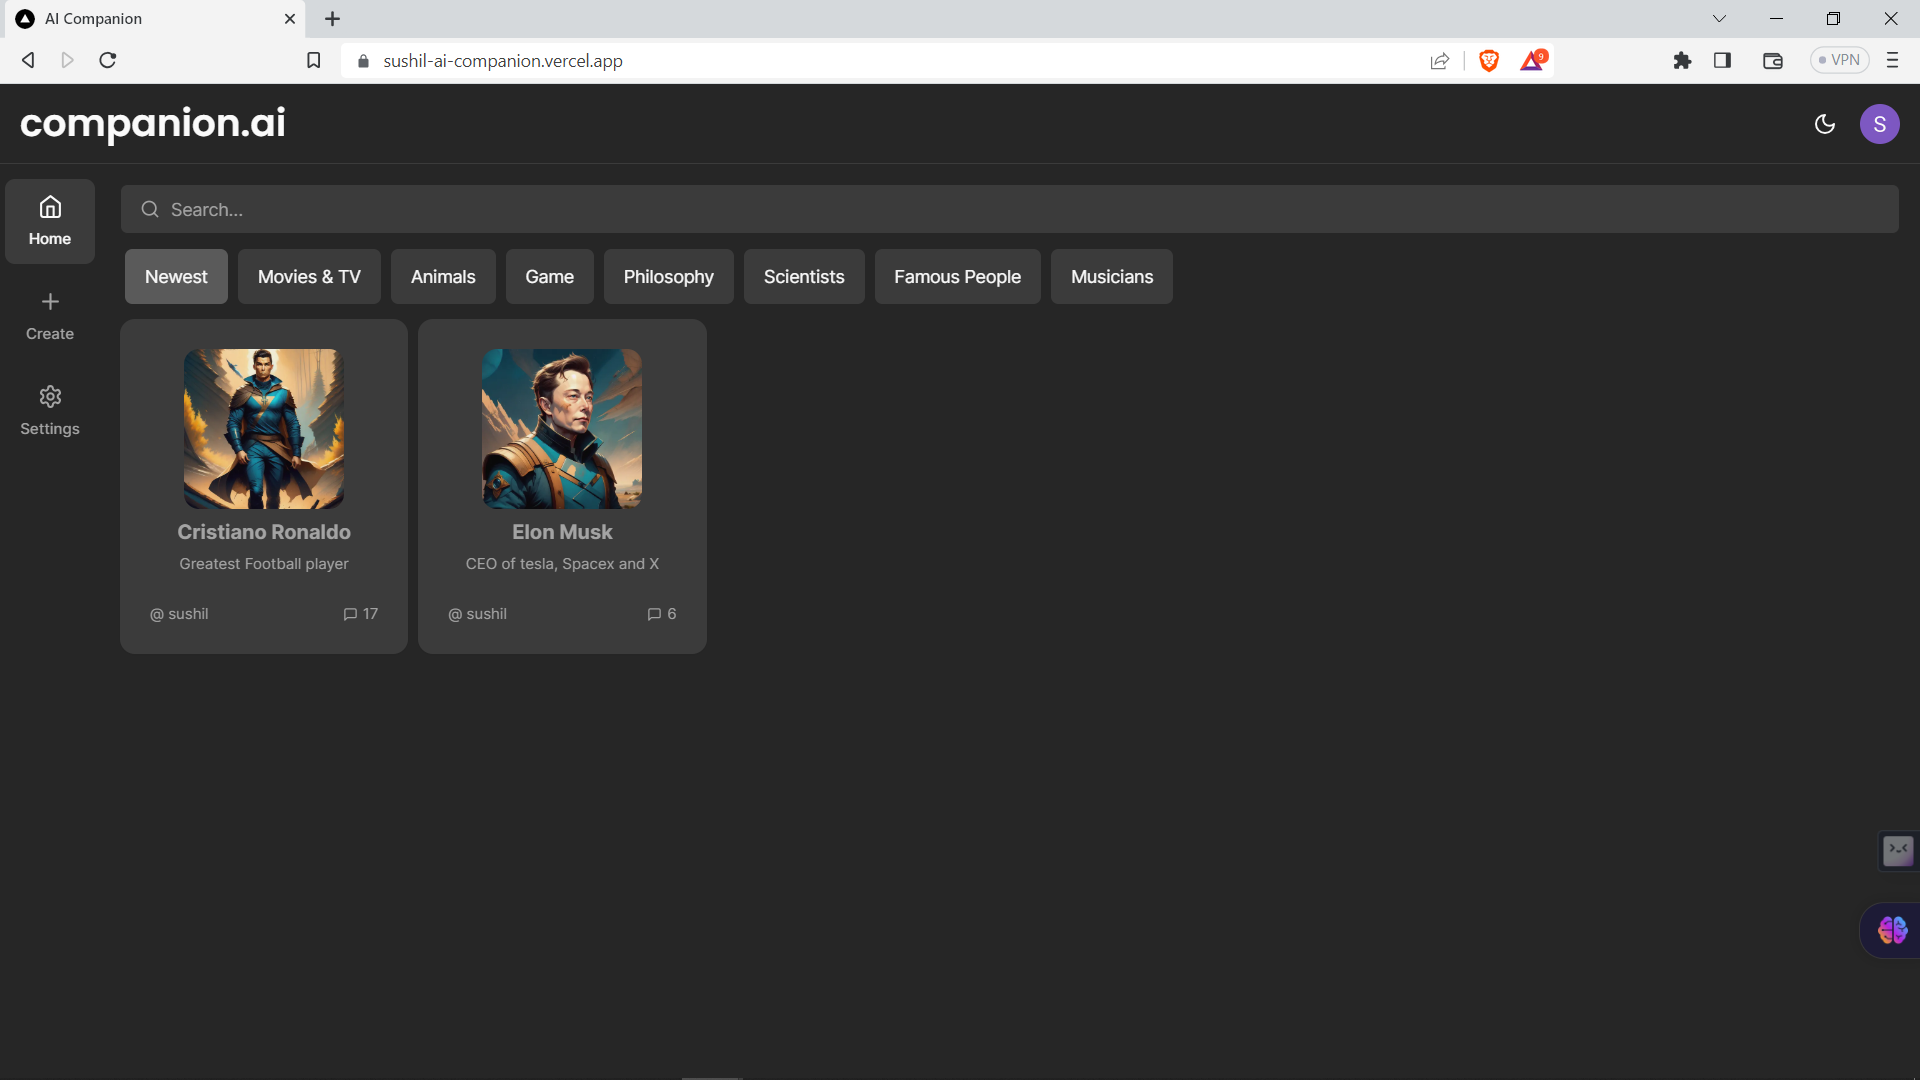 AI Companion
sushil-ai-companion.vercel.app
9
VPN
companion.ai
S
Home
Search...
Newest
Movies & TV
Animals
Game
Philosophy
Scientists
Famous People
Musicians
Create
Settings
Cristiano Ronaldo
Greatest Football player
@ sushil
17
Elon Musk
CEO of tesla, Spacex and X
@ sushil
6